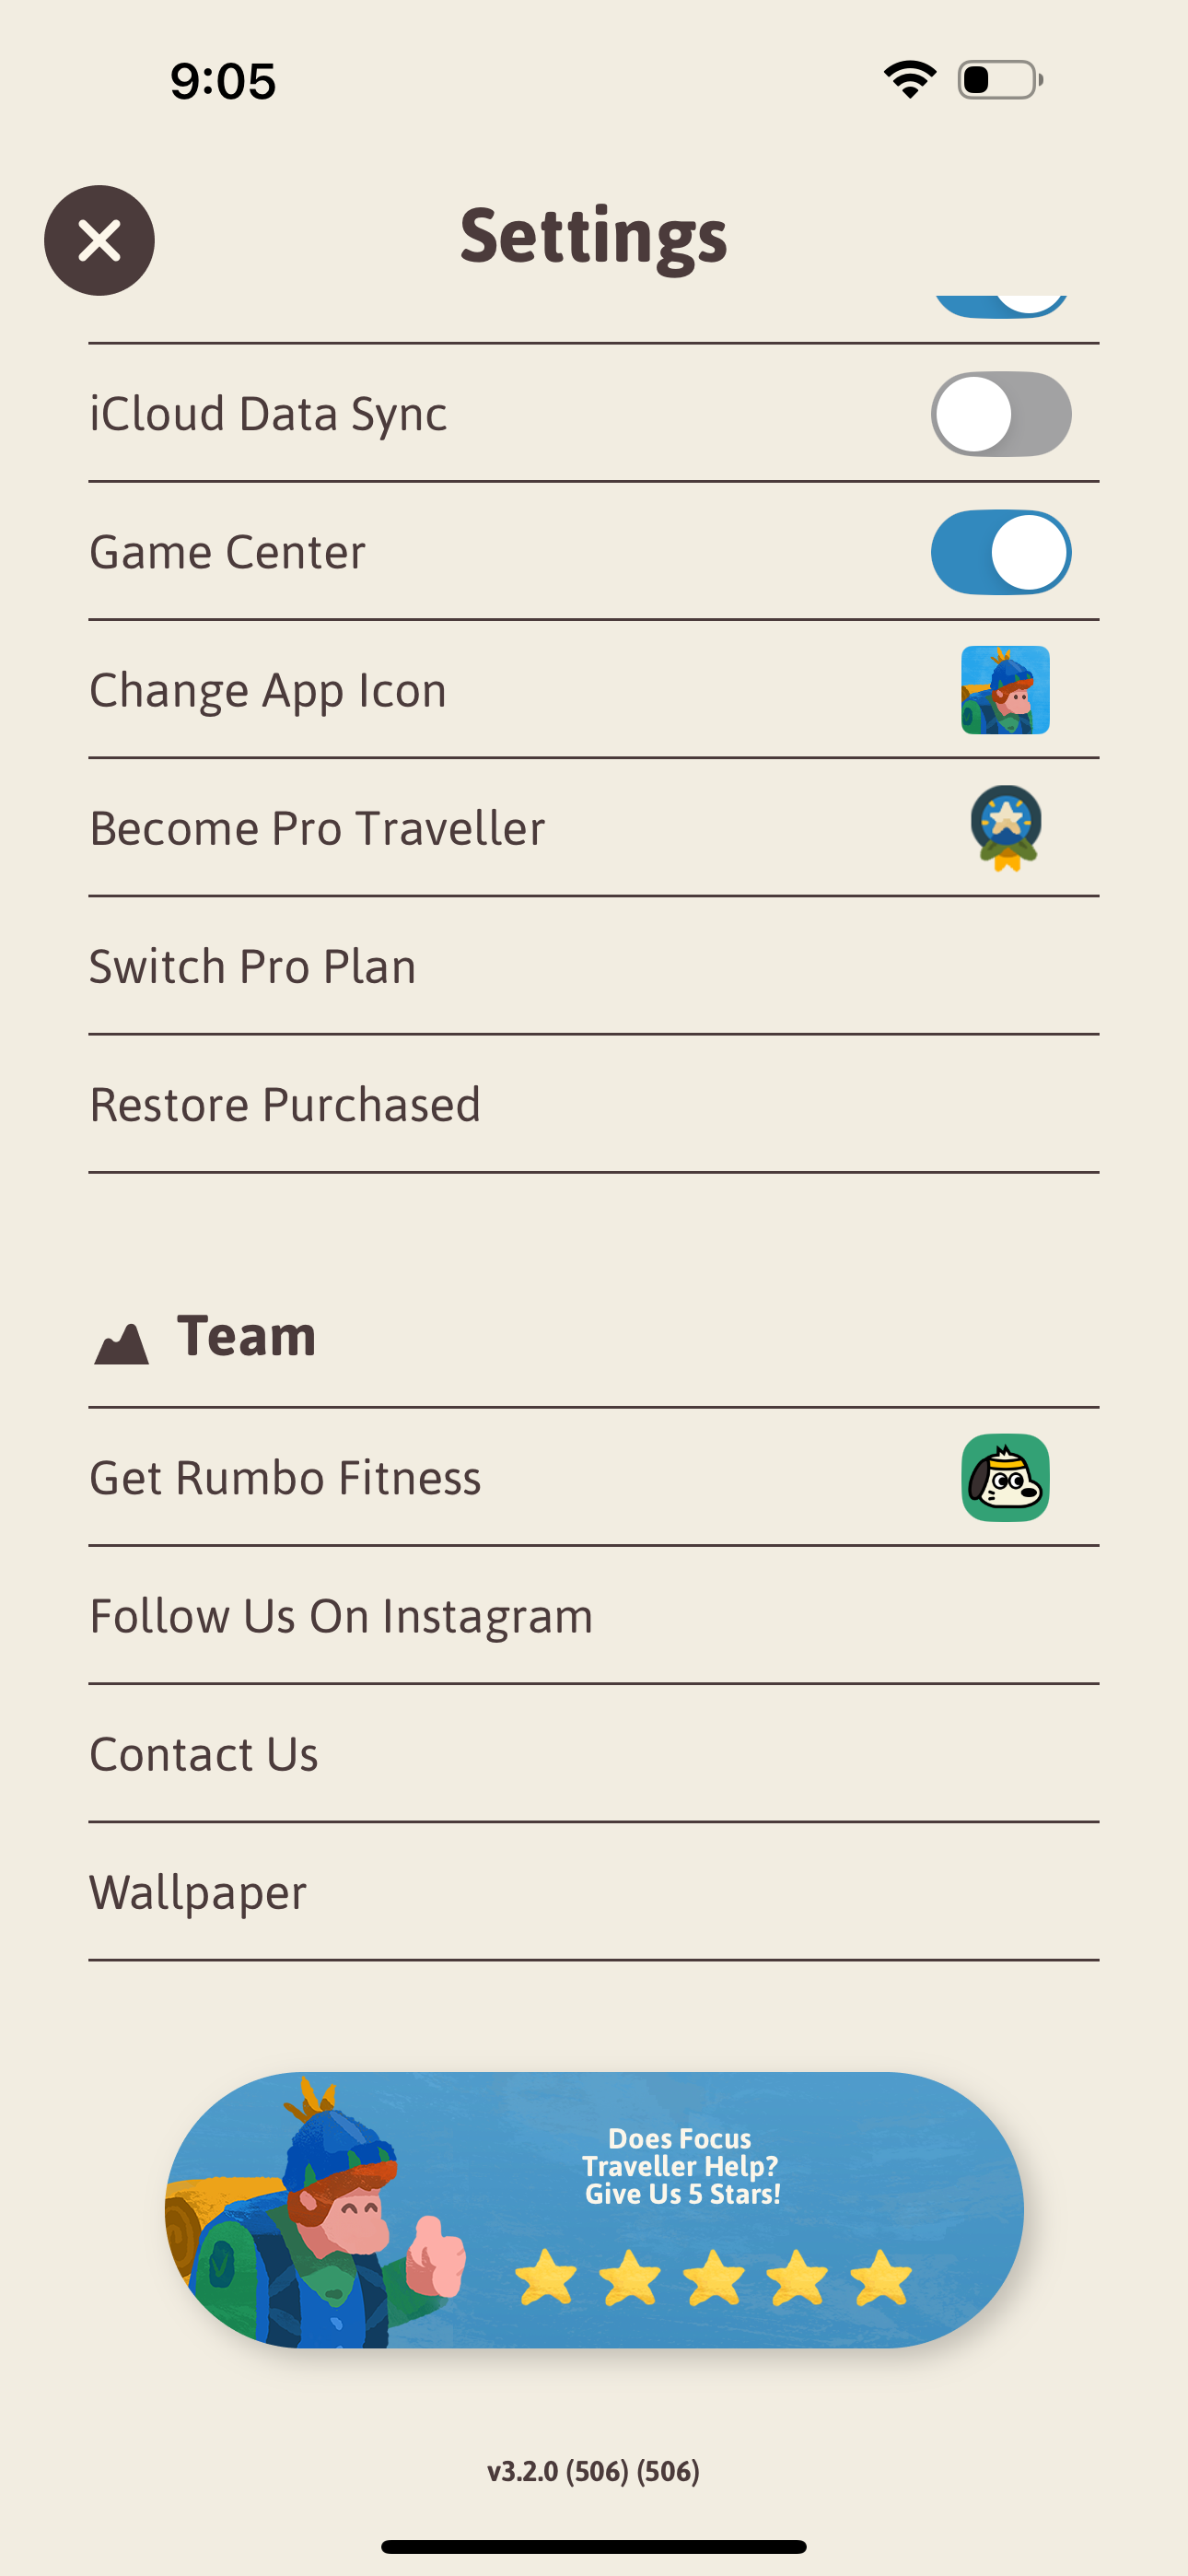 9:05
Settings
iCloud Data Sync
Game Center
Change App Icon
Become Pro Traveller
Switch Pro Plan
Restore Purchased
Team
Get Rumbo Fitness
Follow Us On Instagram
Contact Us
Wallpaper
Does Focus
Traveller Help?
Give Us 5 Stars!
v3.2.0 (506) (506)